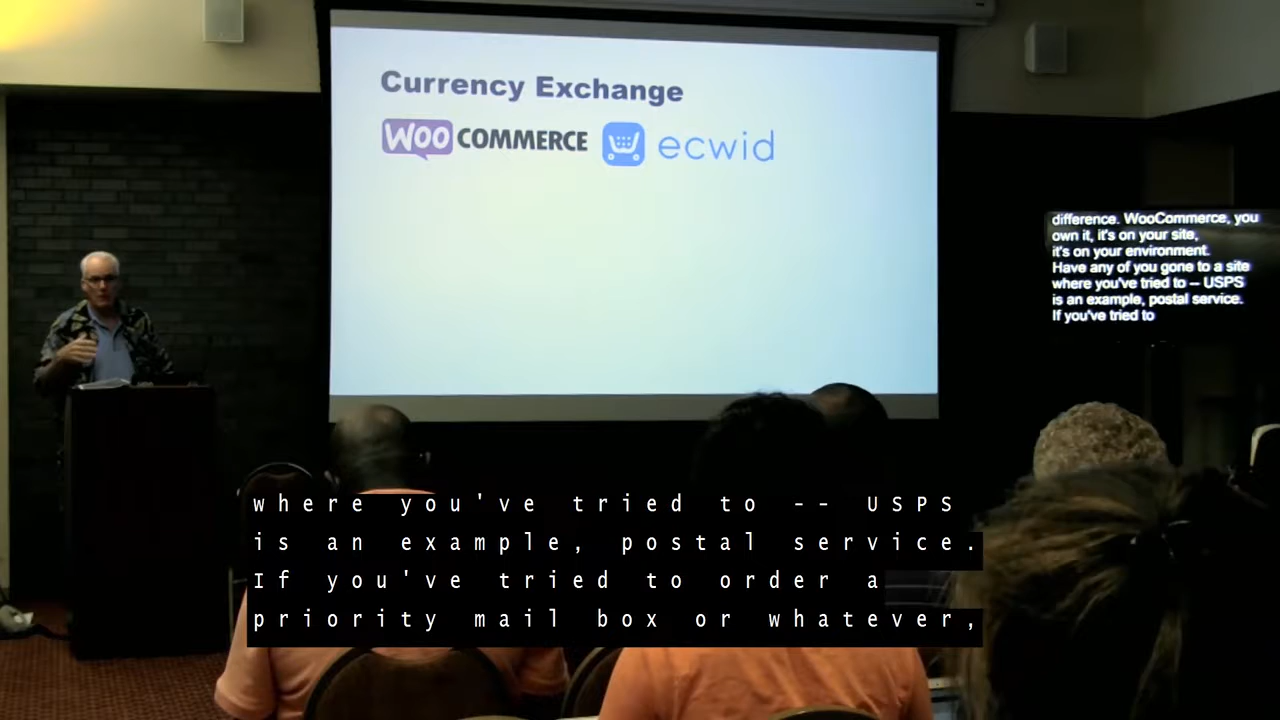 Currency Exchange
WOO COMMERCE ecwid
difference. WooCommerce, you
own it, it's on your site,
it's on your environment.
Have any of you gone to a site
where you've tried to -- USPS
is an example, postal service.
If you've tried to
where you've tried to -- USPS
is an example, postal service.
If you've tried to order a
priority mail box or whatever,